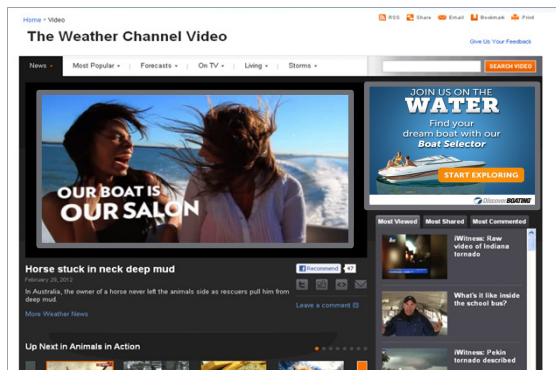 Home › Video
RSS Share Email Bookmark Print
The Weather Channel Video
Give Us Your Feedback
News Most Popular Forecasts On TV Living Storms
SEARCH VIDEO
OUR BOAT IS
OUR SALON
JOIN US ON THE
WATER
Find your
dream boat with our
Boat Selector
START EXPLORING
Discover BOATING
Most Viewed Most Shared Most Commented
iWitness: Raw
video of Indiana
tornado
What's it like inside
the school bus?
iWitness: Pekin
tornado described
Horse stuck in neck deep mud
Recommend 47
February 29, 2012
In Australia, the owner of a horse never left the animals side as rescuers pull him from
deep mud.
Leave a comment
More Weather News
Up Next in Animals in Action